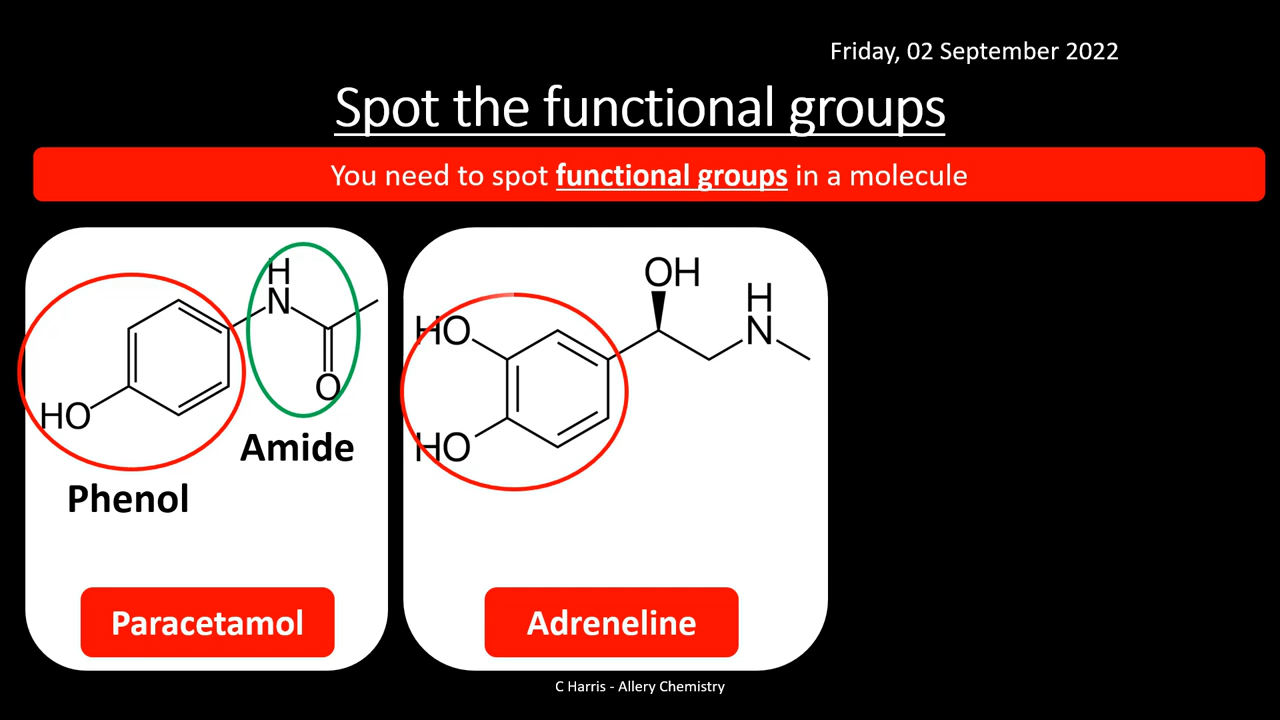 Friday, 02 September 2022
Spot the functional groups
You need to spot functional groups in a molecule
H
N
O
HO
Amide
Phenol
Paracetamol
OH
H
N
HO
HO
Adreneline
C Harris - Allery Chemistry